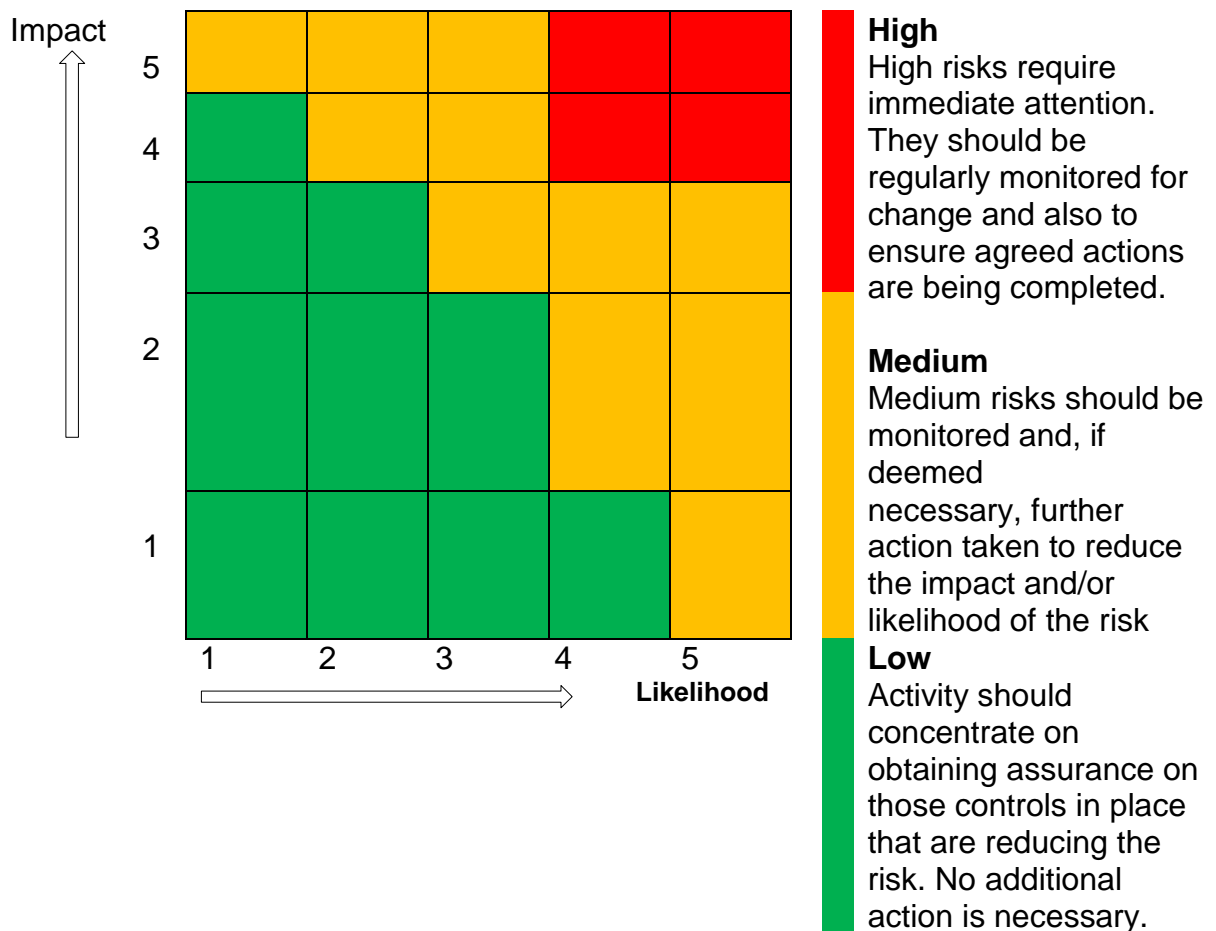 Impact
5
4
3
2
1
1 2 3 4 5
Likelihood
High
High risks require
immediate attention.
They should be
regularly monitored for
change and also to
ensure agreed actions
are being completed.
Medium
Medium risks should be
monitored and, if
deemed
necessary, further
action taken to reduce
the impact and/or
likelihood of the risk
Low
Activity should
concentrate on
obtaining assurance on
those controls in place
that are reducing the
risk. No additional
action is necessary.